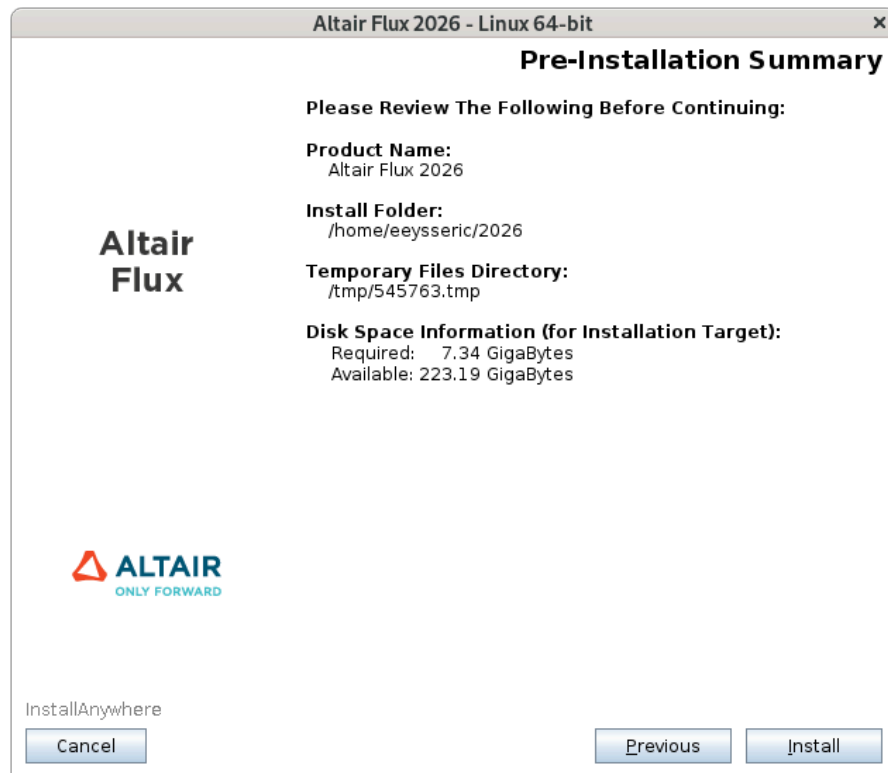 Altair Flux 2026 - Linux 64-bit ×
Pre-Installation Summary
Please Review The Following Before Continuing:
Product Name:
Altair Flux 2026
Install Folder:
/home/eeysseric/2026
Temporary Files Directory:
/tmp/545763.tmp
Disk Space Information (for Installation Target):
Required: 7.34 GigaBytes
Available: 223.19 GigaBytes
Altair
Flux
ALTAIR
ONLY FORWARD
InstallAnywhere
Cancel
Previous
Install